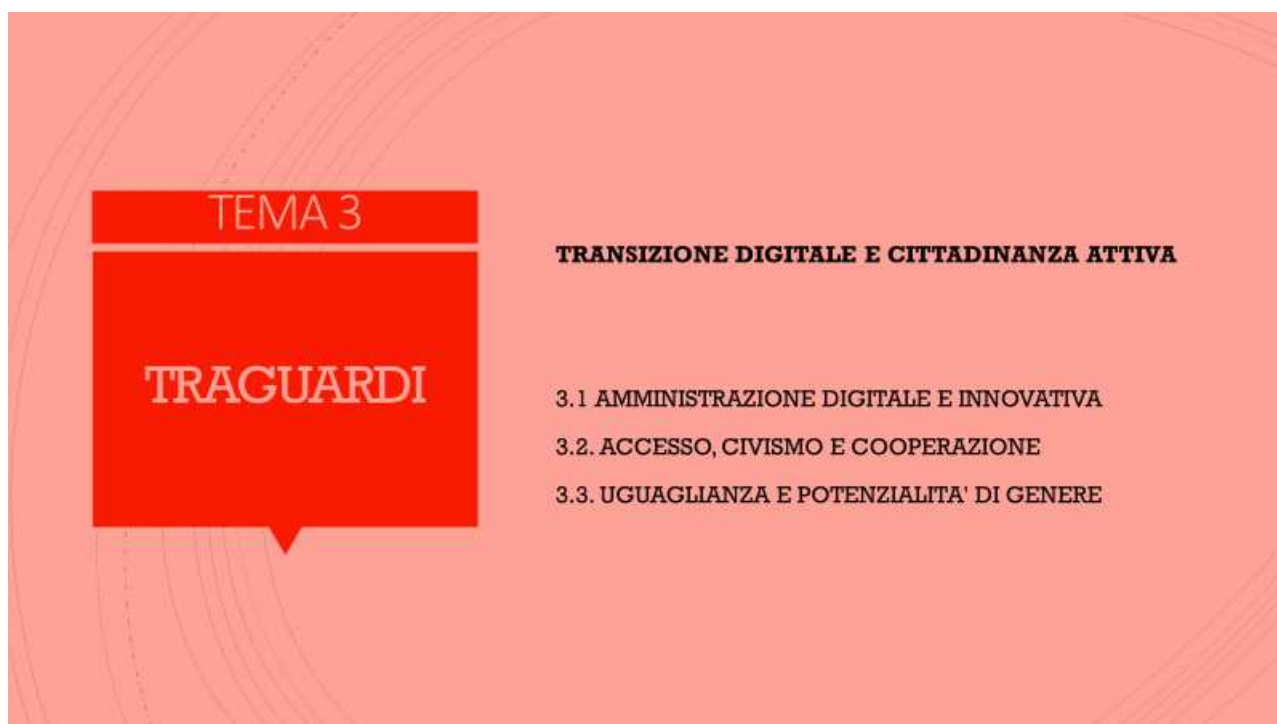 TEMA 3
TRAGUARDI
TRANSIZIONE DIGITALE E CITTADINANZA ATTIVA
3.1 AMMINISTRAZIONE DIGITALE E INNOVATIVA
3.2. ACCESSO, CIVISMO E COOPERAZIONE
3.3. UGUAGLIANZA E POTENZIALITA' DI GENERE